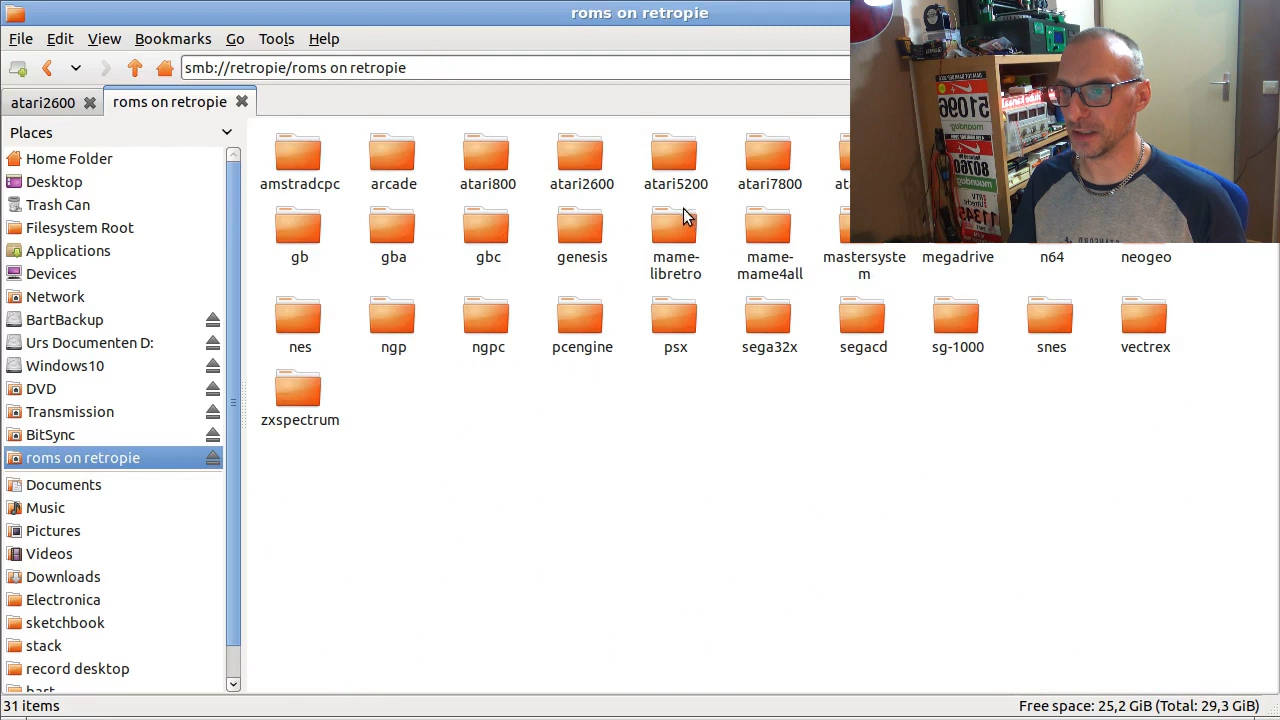 roms on retropie
File Edit View Bookmarks Go Tools Help
smb://retropie/roms on retropie
atari2600
roms on retropie
Places
Home Folder
Desktop
Trash Can
Filesystem Root
Applications
Devices
Network
BartBackup
Urs Documenten D:
Windows10
DVD
Transmission
BitSync
roms on retropie
Documents
Music
Pictures
Videos
Downloads
Electronica
sketchbook
stack
record desktop
amstradcpc arcade atari800 atari2600 atari5200 atari7800
gb gba gbc genesis mame-libretro mame-mame4all mastersystem megadrive n64 neogeo
nes ngp ngpc pcengine psx sega32x segacd sg-1000 snes vectrex
zxspectrum
31 items
Free space: 25,2 GiB (Total: 29,3 GiB)
51096
80760